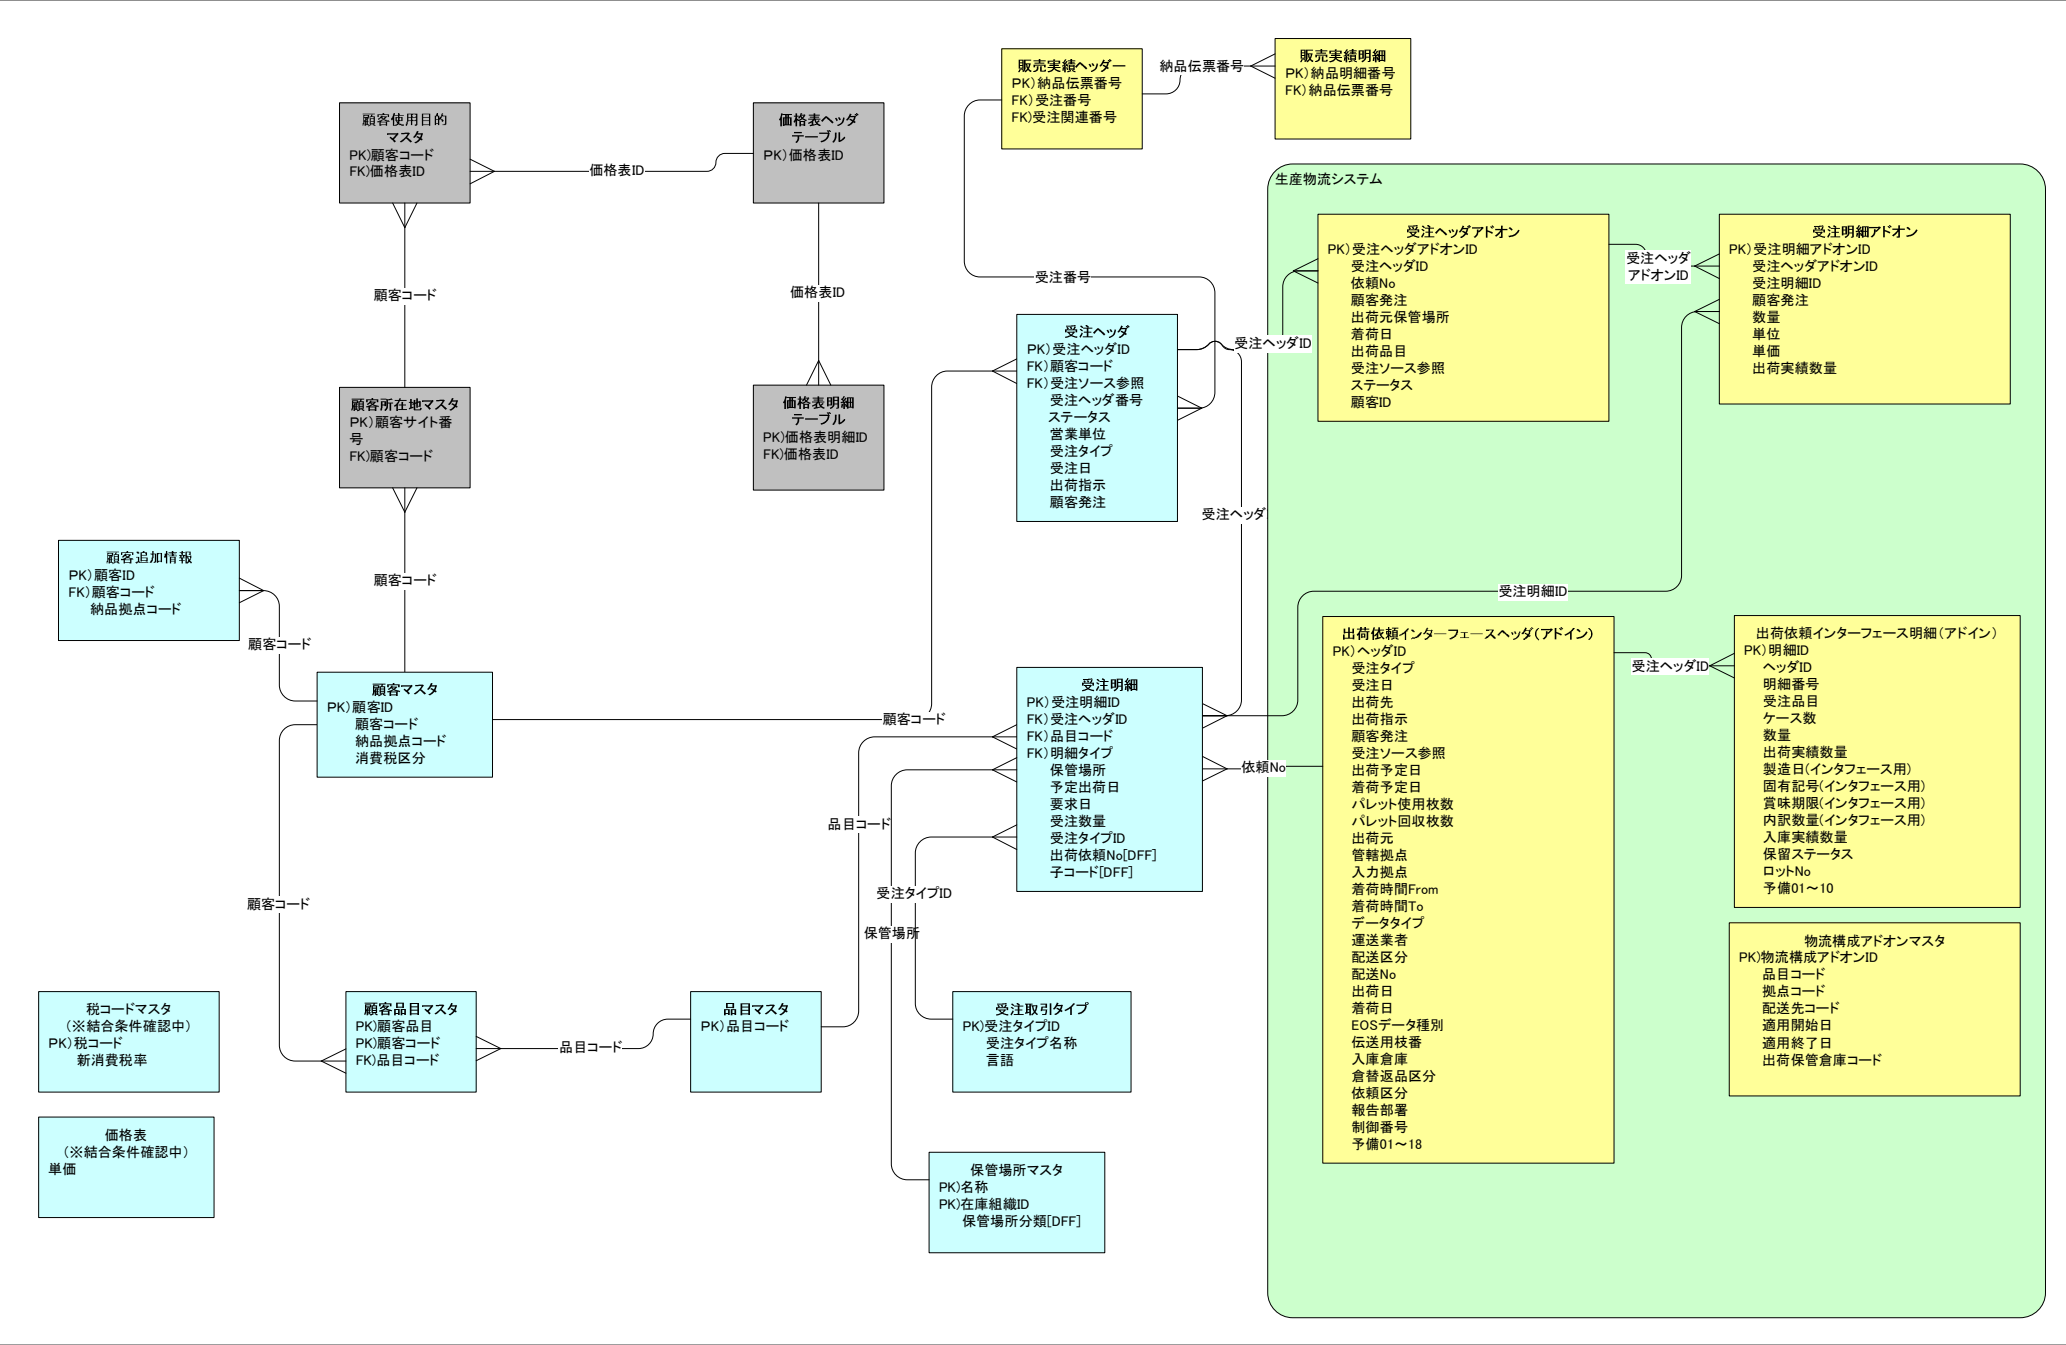 販売実績ヘッダー
PK)納品伝票番号
FK)受注番号
FK)受注関連番号
納品伝票番号
販売実績明細
PK)納品明細番号
FK)納品伝票番号
顧客使用目的
マスタ
PK)顧客コード
FK)価格表ID
価格表ID
価格表ヘッダ
テーブル
PK)価格表ID
顧客コード
価格表ID
受注番号
顧客所在地マスタ
PK)顧客サイト番
号
FK)顧客コード
価格表明細
テーブル
PK)価格表明細ID
FK)価格表ID
受注ヘッダ
PK)受注ヘッダID
FK)顧客コード
FK)受注ソース参照
受注ヘッダ番号
ステータス
営業単位
受注タイプ
受注日
出荷指示
顧客発注
受注ヘッダID
受注ヘッダ
生産物流システム
受注ヘッダアドオン
PK)受注ヘッダアドオンID
受注ヘッダID
依頼No
顧客発注
出荷元保管場所
着荷日
出荷品目
受注ソース参照
ステータス
顧客ID
受注ヘッダ
アドオンID
受注明細アドオン
PK)受注明細アドオンID
受注ヘッダアドオンID
受注明細ID
顧客発注
数量
単位
単価
出荷実績数量
顧客コード
顧客追加情報
PK)顧客ID
FK)顧客コード
納品拠点コード
顧客コード
顧客マスタ
PK)顧客ID
顧客コード
納品拠点コード
消費税区分
顧客コード
受注明細
PK)受注明細ID
FK)受注ヘッダID
FK)品目コード
FK)明細タイプ
保管場所
予定出荷日
要求日
受注数量
受注タイプID
出荷依頼No[DFF]
子コード[DFF]
受注明細ID
依頼No
出荷依頼インターフェースヘッダ(アドイン)
PK)ヘッダID
受注タイプ
受注日
出荷先
出荷指示
顧客発注
受注ソース参照
出荷予定日
着荷予定日
パレット使用枚数
パレット回収枚数
出荷元
管轄拠点
入力拠点
着荷時間From
着荷時間To
データタイプ
運送業者
配送区分
配送No
出荷日
着荷日
EOSデータ種別
伝送用枝番
入庫倉庫
倉替返品区分
依頼区分
報告部署
制御番号
予備01～18
受注ヘッダID
出荷依頼インターフェース明細(アドイン)
PK)明細ID
ヘッダID
明細番号
受注品目
ケース数
数量
出荷実績数量
製造日(インタフェース用)
固有記号(インタフェース用)
賞味期限(インタフェース用)
内訳数量(インタフェース用)
入庫実績数量
保留ステータス
ロットNo
予備01～10
物流構成アドオンマスタ
PK)物流構成アドオンID
品目コード
拠点コード
配送先コード
適用開始日
適用終了日
出荷保管倉庫コード
品目コード
受注タイプID
保管場所
顧客コード
税コードマスタ
(※結合条件確認中)
PK)税コード
新消費税率
顧客品目マスタ
PK)顧客品目
PK)顧客コード
FK)品目コード
品目コード
品目マスタ
PK)品目コード
受注取引タイプ
PK)受注タイプID
受注タイプ名称
言語
価格表
(※結合条件確認中)
単価
保管場所マスタ
PK)名称
PK)在庫組織ID
保管場所分類[DFF]